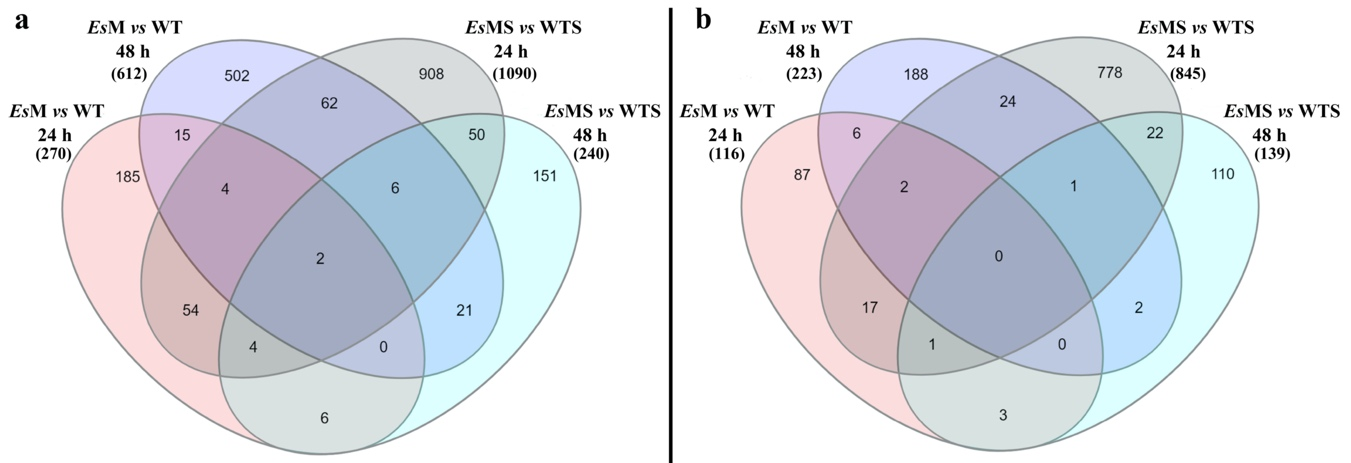 a
EsM vs WT
48 h
(612)
EsMS vs WTS
24 h
(1090)
EsM vs WT
24 h
(270)
EsMS vs WTS
48 h
(240)
502
908
62
15
50
185
151
4
6
2
54
21
4
0
6
b
EsM vs WT
48 h
(223)
EsMS vs WTS
24 h
(845)
EsM vs WT
24 h
(116)
EsMS vs WTS
48 h
(139)
188
778
24
6
22
87
110
2
1
0
17
2
1
0
3